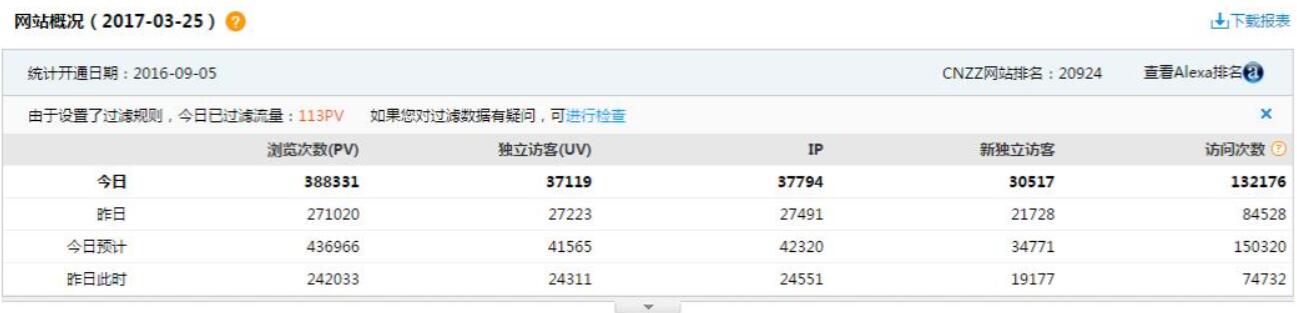 网站概况（2017-03-25） ? 下载报表
统计开通日期：2016-09-05 CNZZ网站排名：20924 查看Alexa排名 a
由于设置了过滤规则，今日已过滤流量：113PV 如果您对过滤数据有疑问，可进行检查 ×
浏览次数(PV) 独立访客(UV) IP 新独立访客 访问次数 ?
今日 388331 37119 37794 30517 132176
昨日 271020 27223 27491 21728 84528
今日预计 436966 41565 42320 34771 150320
昨日此时 242033 24311 24551 19177 74732